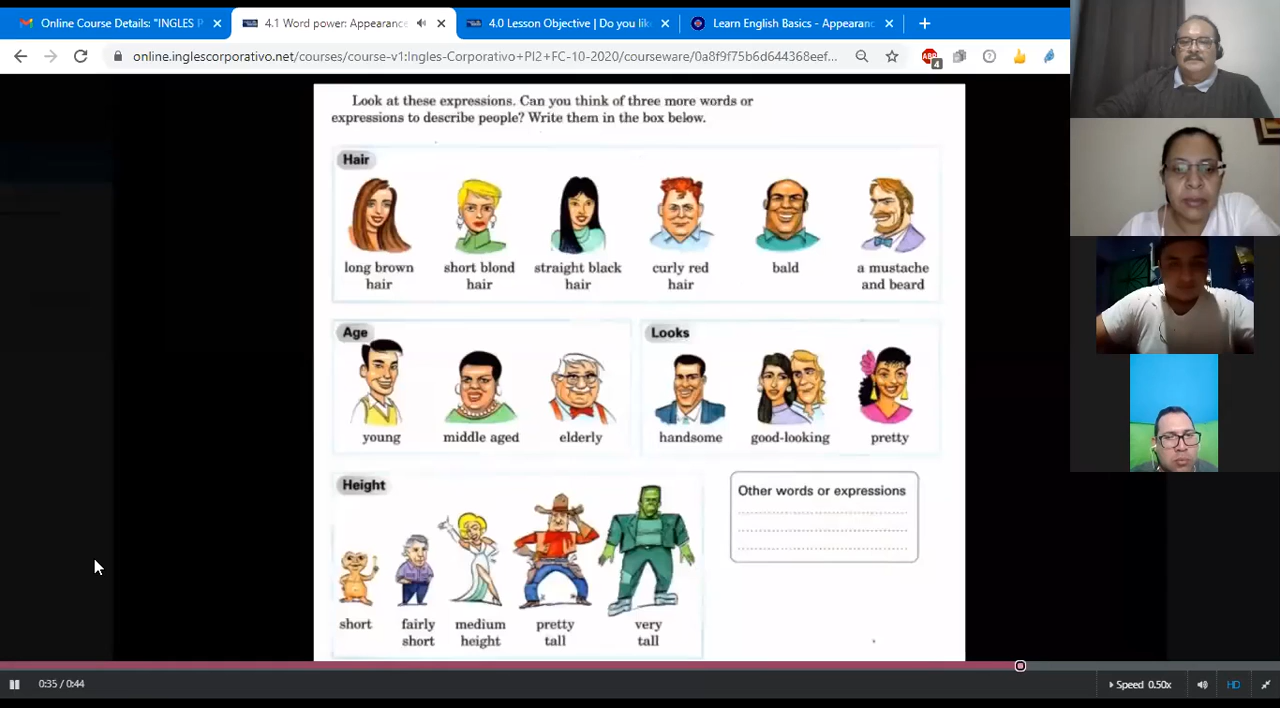 Online Course Details: "INGLES P
4.1 Word power: Appearance
4.0 Lesson Objective | Do you lik
Learn English Basics - Appearanc
online.inglescorporativo.net/courses/course-v1:Ingles-Corporativo+PI2+FC-10-2020/courseware/0a8f9f75b6d644368eef...
ABP
4
Look at these expressions. Can you think of three more words or
expressions to describe people? Write them in the box below.
Hair
long brown
hair
short blond
hair
straight black
hair
curly red
hair
bald
a mustache
and beard
Age
young
middle aged
elderly
Looks
handsome
good-looking
pretty
Height
short
fairly
short
medium
height
pretty
tall
very
tall
Other words or expressions
0:35 / 0:44
Speed 0.50x
HD